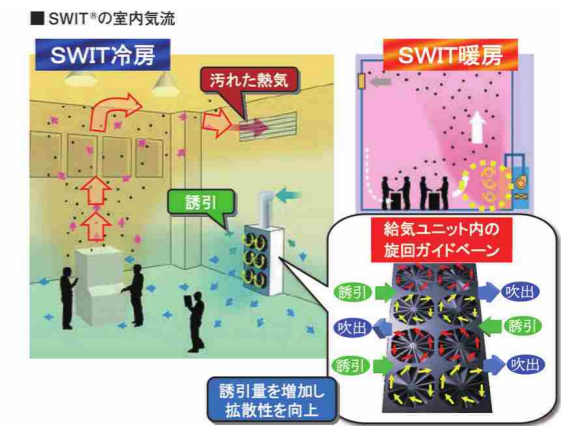 ■ SWIT®の室内気流
SWIT冷房
SWIT暖房
汚れた熱気
誘引
給気ユニット内の
旋回ガイドベーン
誘引
吹出
吹出
誘引
誘引
吹出
誘引量を増加し
拡散性を向上